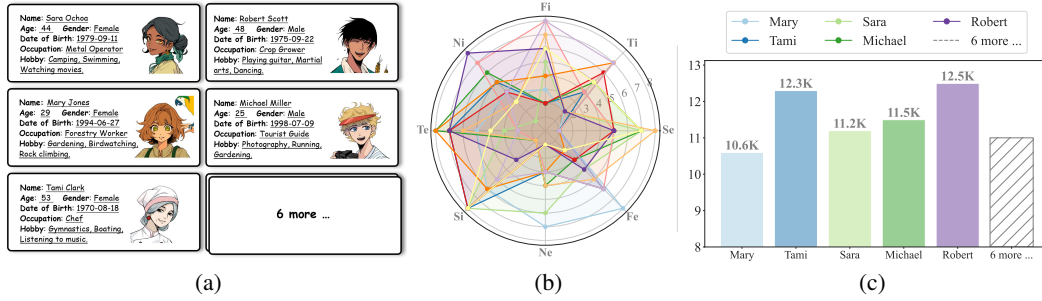 Name: Sara Ochoa
Age: 44 Gender: Female
Date of Birth: 1979-09-11
Occupation: Metal Operator
Hobby: Camping, Swimming,
Watching movies.
Name: Robert Scott
Age: 48 Gender: Male
Date of Birth: 1975-09-22
Occupation: Crop Grower
Hobby: Playing guitar, Martial
arts, Dancing.
Name: Mary Jones
Age: 29 Gender: Female
Date of Birth: 1994-06-27
Occupation: Forestry Worker
Hobby: Gardening, Birdwatching,
Rock climbing.
Name: Michael Miller
Age: 25 Gender: Male
Date of Birth: 1998-07-09
Occupation: Tourist Guide
Hobby: Photography, Running,
Gardening.
Name: Tami Clark
Age: 53 Gender: Female
Date of Birth: 1970-08-18
Occupation: Chef
Hobby: Gymnastics, Boating,
Listening to music.
6 more ...
(a)
Fi
Ni
Ti
Te
Se
Si
Fe
Ne
3 4 5 6 7 8
(b)
Mary Sara Robert
Tami Michael 6 more ...
13
12
11
10
9
8
10.6K
12.3K
11.2K
11.5K
12.5K
Mary Tami Sara Michael Robert 6 more ...
(c)